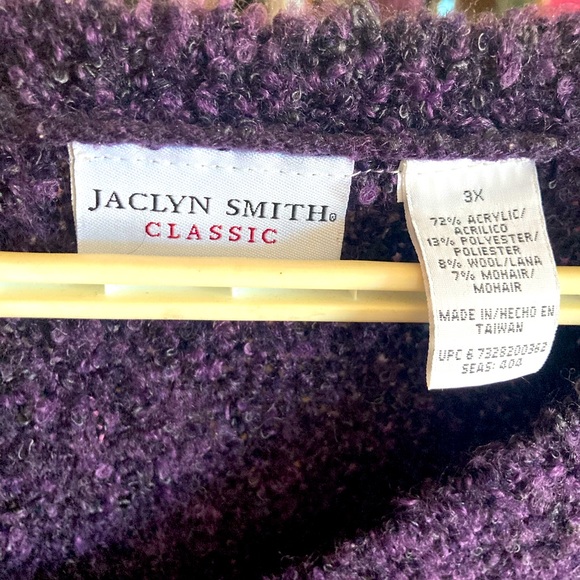 JACLYN SMITH®
CLASSIC
3X
72% ACRYLIC/
ACRILICO
13% POLYESTER/
POLIESTER
8% WOOL/LANA
7% MOHAIR/
MOHAIR
MADE IN/HECHO EN
TAIWAN
UPC 6 7328200362
SEAS: 404